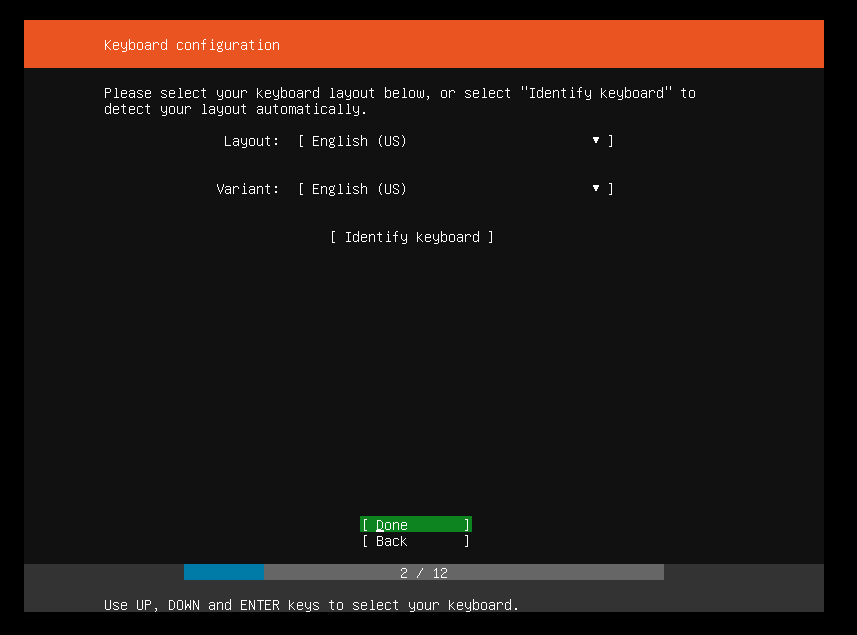 Keyboard configuration
Please select your keyboard layout below, or select "Identify keyboard" to
detect your layout automatically.
Layout: [ English (US) ▼ ]
Variant: [ English (US) ▼ ]
[ Identify keyboard ]
[ Done ]
[ Back ]
2 / 12
Use UP, DOWN and ENTER keys to select your keyboard.